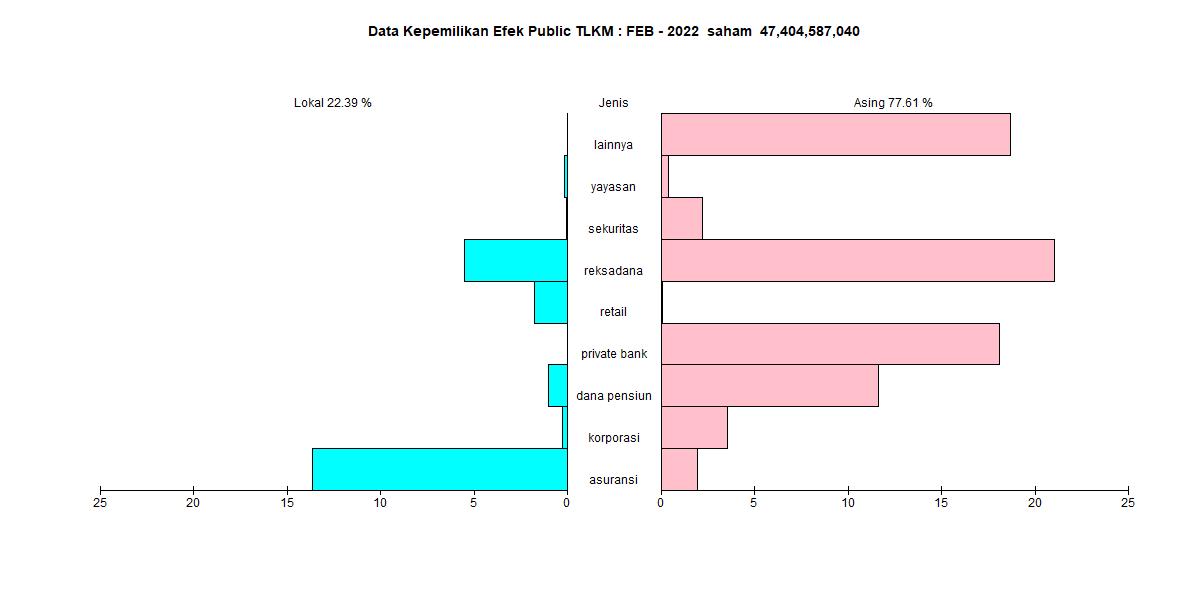 Data Kepemilikan Efek Public TLKM : FEB - 2022 saham 47,404,587,040
Lokal 22.39 % Jenis Asing 77.61 %
lainnya
yayasan
sekuritas
reksadana
retail
private bank
dana pensiun
korporasi
asuransi
25 20 15 10 5 0 0 5 10 15 20 25